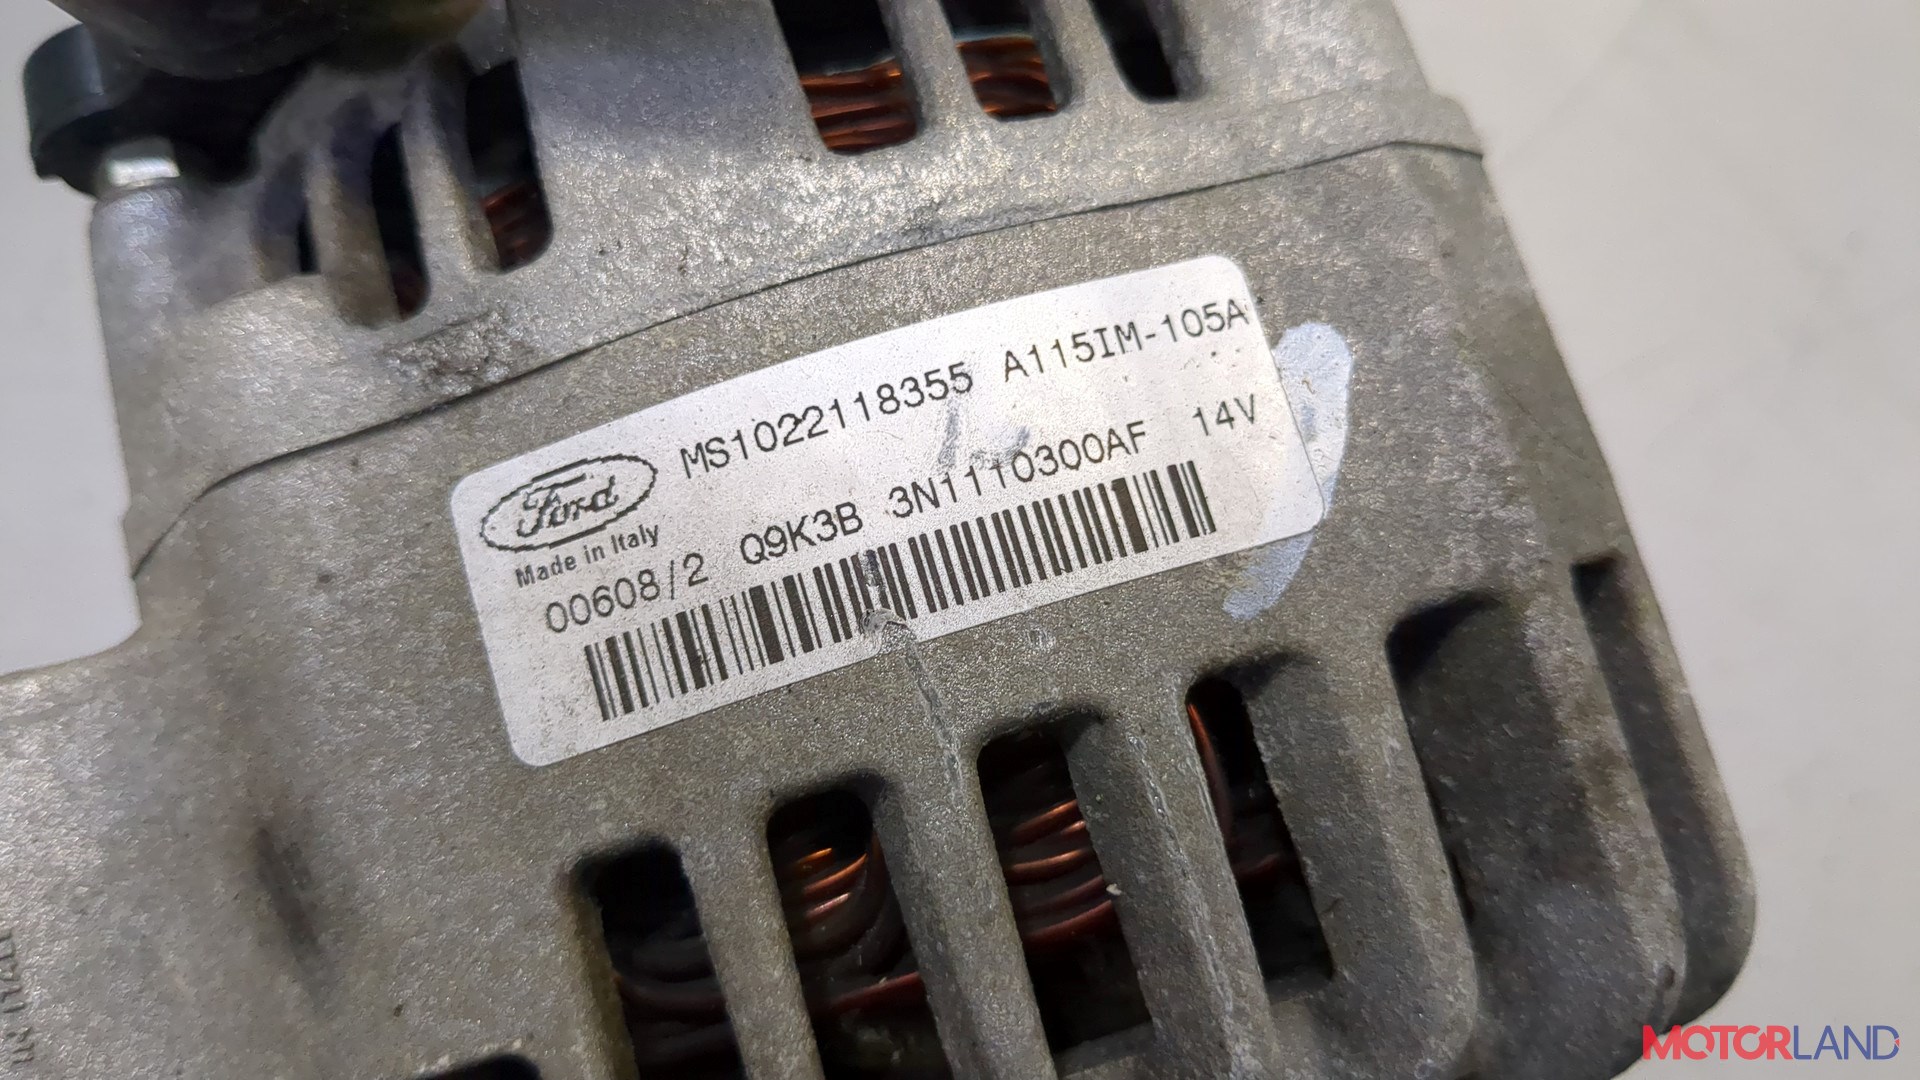 MS1022118355 A115IM-105A
Ford
Made in Italy
00608/2 Q9K3B 3N1110300AF 14V
MOTORLAND